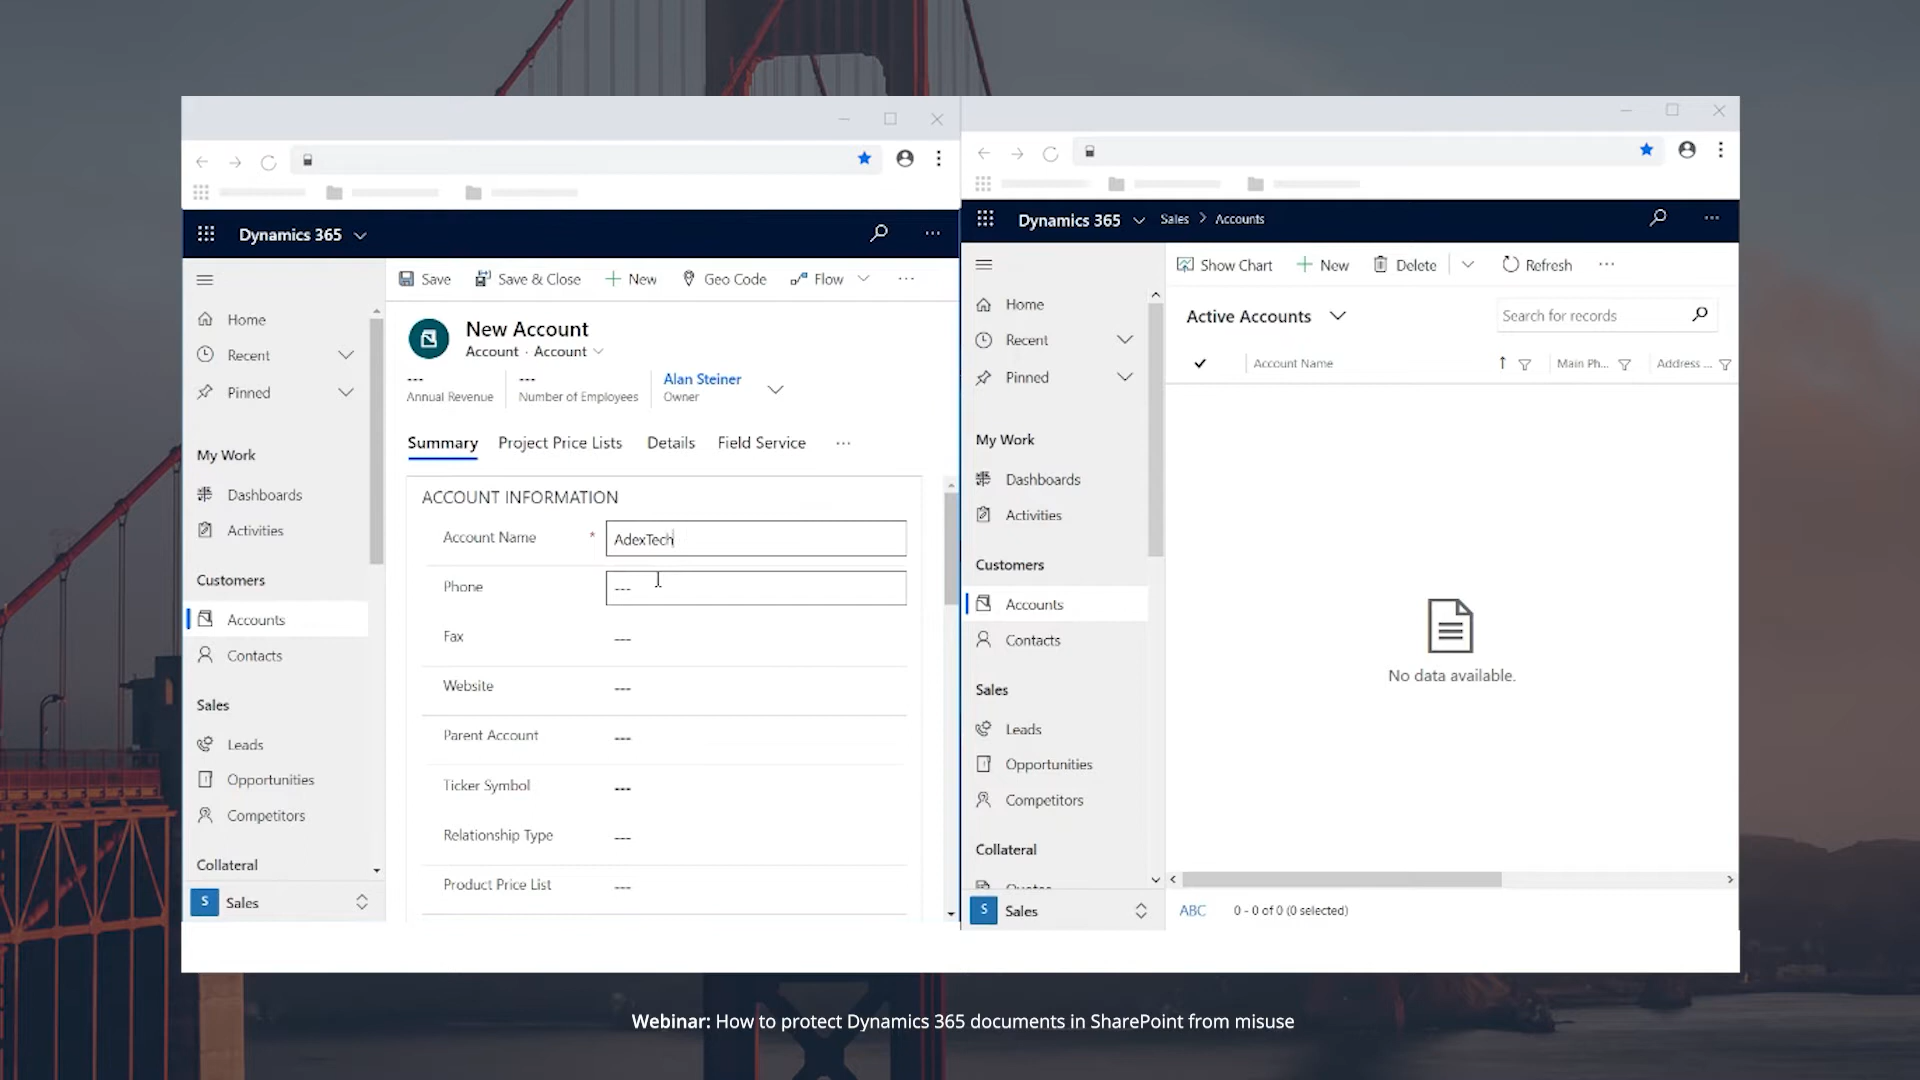 Dynamics 365
Save
Save & Close
New
Geo Code
Flow
Home
Recent
Pinned
My Work
Dashboards
Activities
Customers
Accounts
Contacts
Sales
Leads
Opportunities
Competitors
Collateral
S Sales
New Account
Account · Account
---
Annual Revenue
---
Number of Employees
Alan Steiner
Owner
Summary
Project Price Lists
Details
Field Service
ACCOUNT INFORMATION
Account Name * AdexTech
Phone ---
Fax ---
Website ---
Parent Account ---
Ticker Symbol ---
Relationship Type ---
Product Price List ---
Dynamics 365
Sales > Accounts
Show Chart
New
Delete
Refresh
Home
Recent
Pinned
My Work
Dashboards
Activities
Customers
Accounts
Contacts
Sales
Leads
Opportunities
Competitors
Collateral
S Sales
Active Accounts
Search for records
Account Name
Main Ph...
Address ...
No data available.
ABC
0 - 0 of 0 (0 selected)
Webinar: How to protect Dynamics 365 documents in SharePoint from misuse